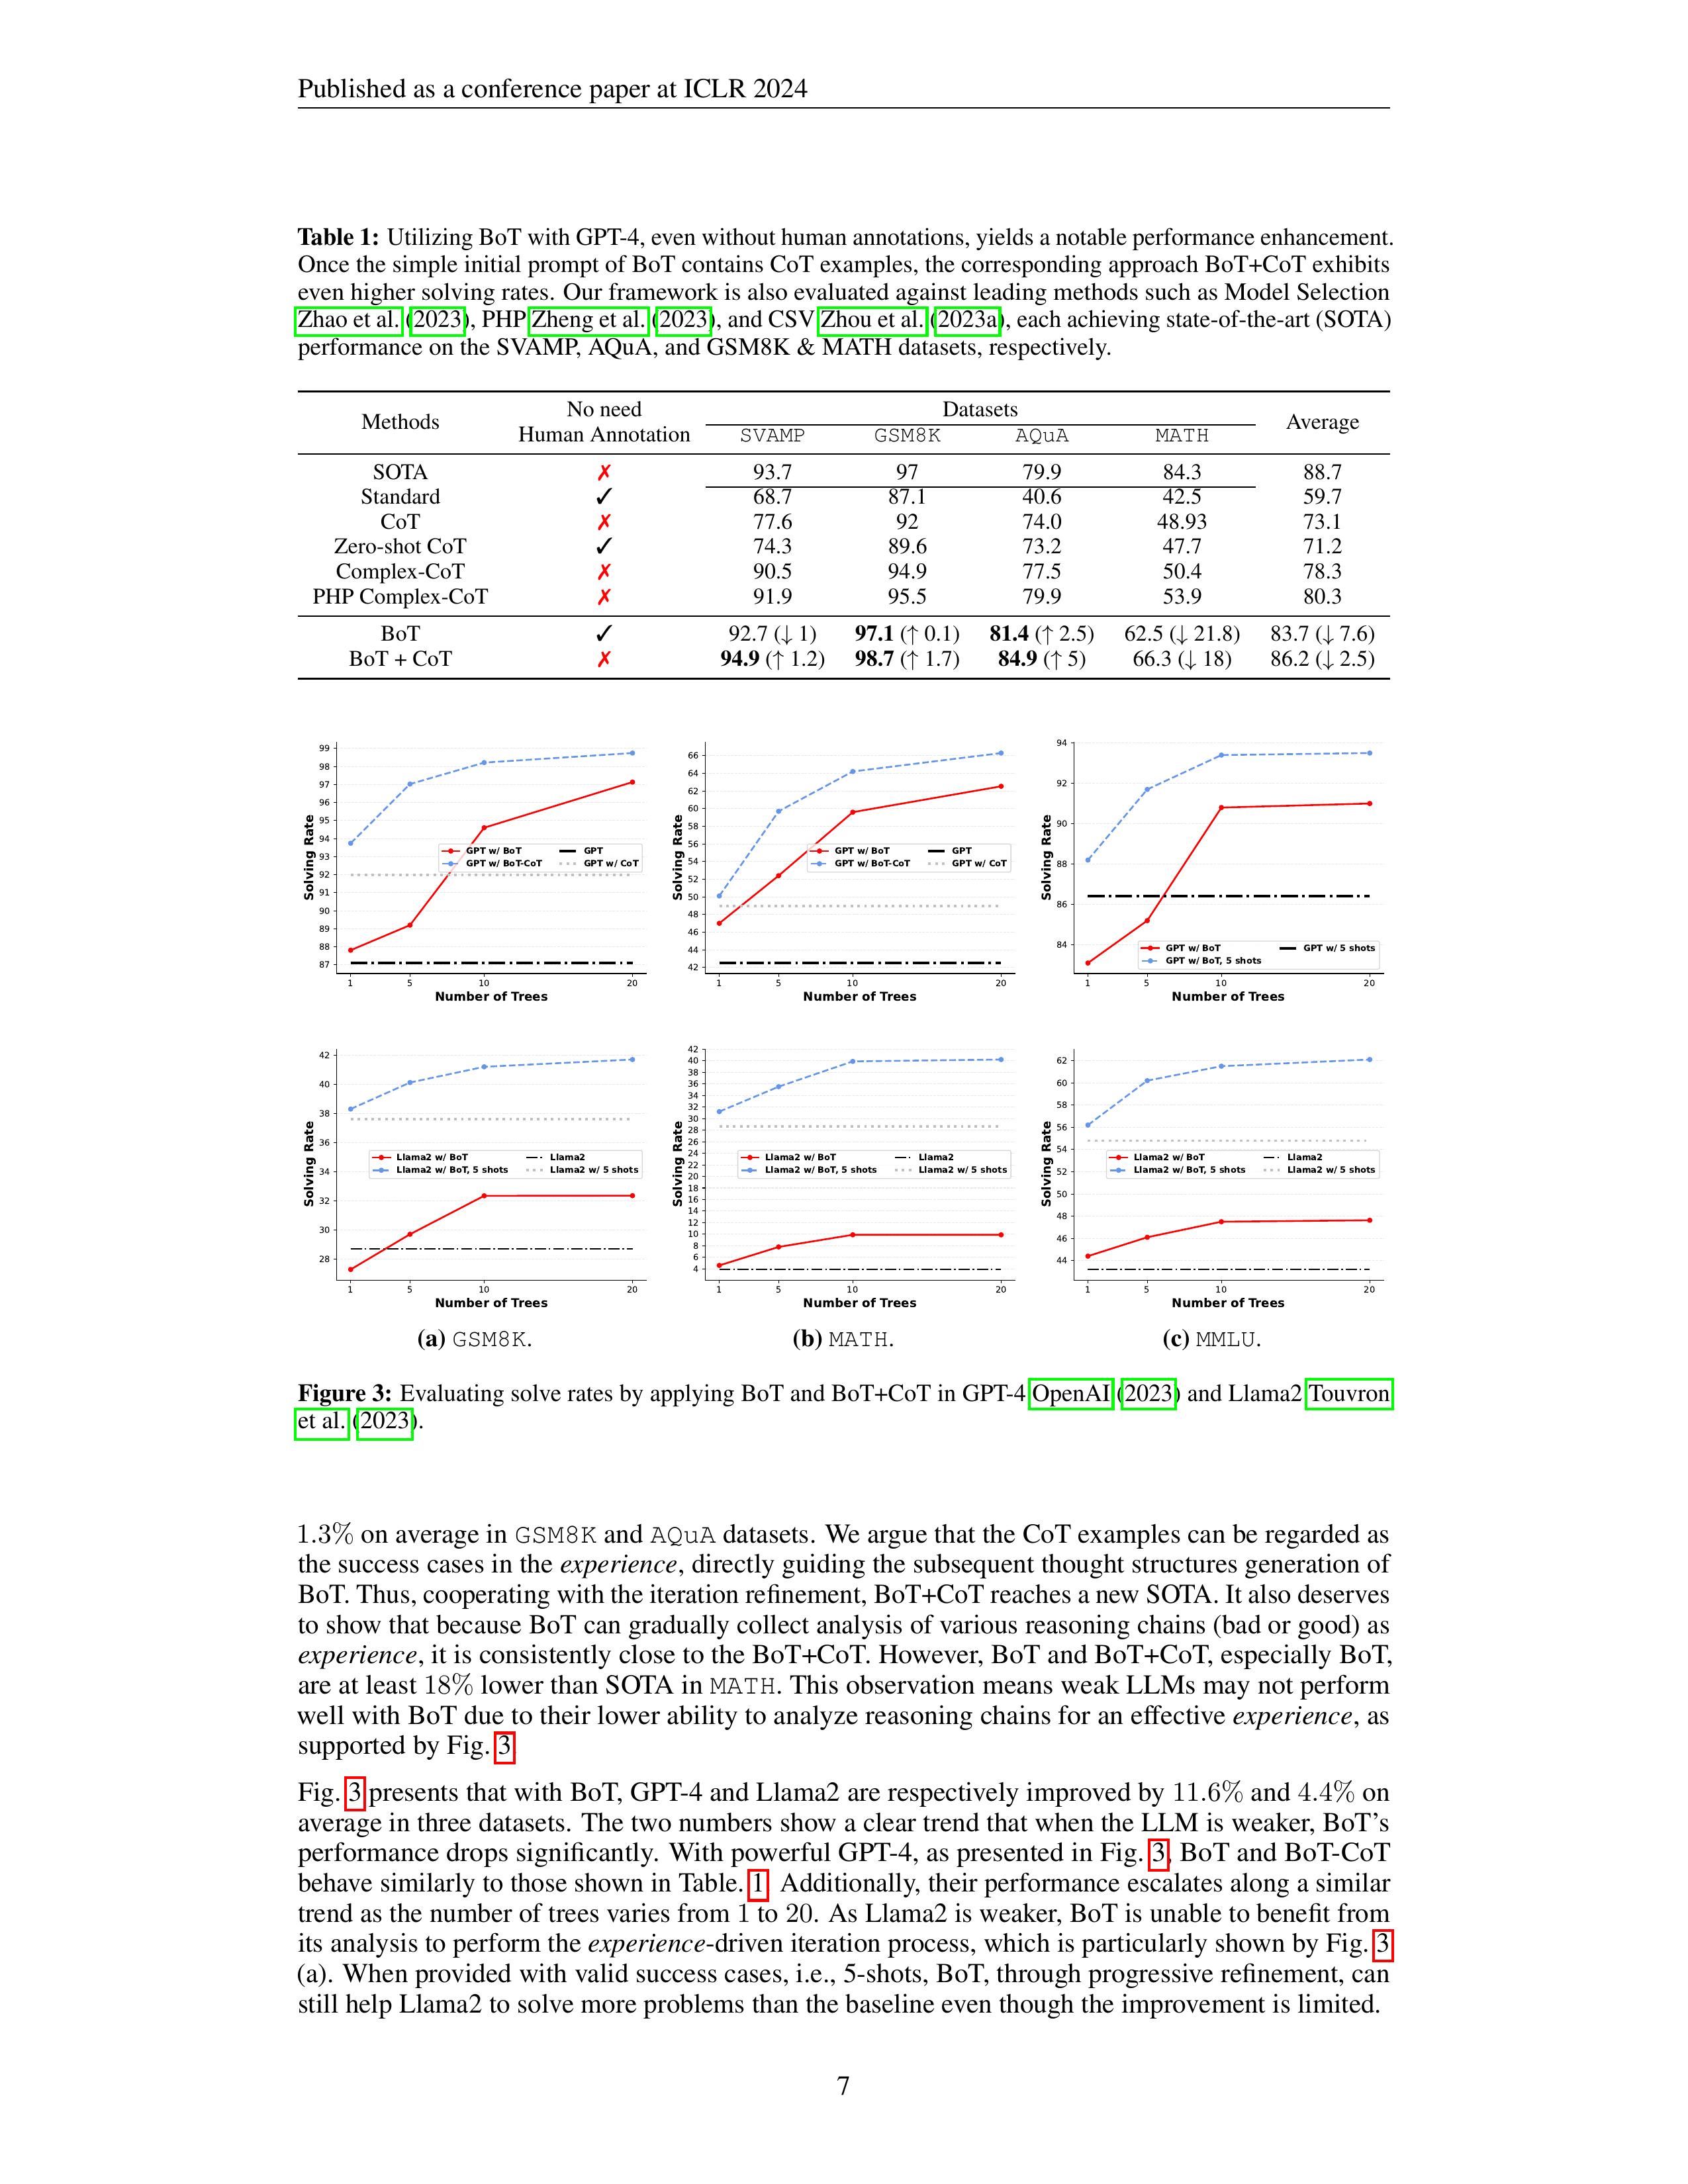 Published as a conference paper at ICLR 2024
Table 1: Utilizing BoT with GPT-4, even without human annotations, yields a notable performance enhancement.
Once the simple initial prompt of BoT contains CoT examples, the corresponding approach BoT+CoT exhibits
even higher solving rates. Our framework is also evaluated against leading methods such as Model Selection
Zhao et al. (2023), PHP Zheng et al. (2023), and CSV Zhou et al. (2023a), each achieving state-of-the-art (SOTA)
performance on the SVAMP, AQuA, and GSM8K & MATH datasets, respectively.
Methods No need Human Annotation Datasets Average
SVAMP GSM8K AQuA MATH
SOTA ✗ 93.7 97 79.9 84.3 88.7
Standard ✓ 68.7 87.1 40.6 42.5 59.7
CoT ✗ 77.6 92 74.0 48.93 73.1
Zero-shot CoT ✓ 74.3 89.6 73.2 47.7 71.2
Complex-CoT ✗ 90.5 94.9 77.5 50.4 78.3
PHP Complex-CoT ✗ 91.9 95.5 79.9 53.9 80.3
BoT ✓ 92.7 (↓ 1) 97.1 (↑ 0.1) 81.4 (↑ 2.5) 62.5 (↓ 21.8) 83.7 (↓ 7.6)
BoT + CoT ✗ 94.9 (↑ 1.2) 98.7 (↑ 1.7) 84.9 (↑ 5) 66.3 (↓ 18) 86.2 (↓ 2.5)
Solving Rate
99
98
97
96
95
94
93
92
91
90
89
88
87
GPT w/ BoT GPT
GPT w/ BoT-CoT GPT w/ CoT
1 5 10 20
Number of Trees
Solving Rate
66
64
62
60
58
56
54
52
50
48
46
44
42
GPT w/ BoT GPT
GPT w/ BoT-CoT GPT w/ CoT
1 5 10 20
Number of Trees
Solving Rate
94
92
90
88
86
84
GPT w/ BoT GPT w/ 5 shots
GPT w/ BoT, 5 shots
1 5 10 20
Number of Trees
Solving Rate
42
40
38
36
34
32
30
28
Llama2 w/ BoT Llama2
Llama2 w/ BoT, 5 shots Llama2 w/ 5 shots
1 5 10 20
Number of Trees
Solving Rate
42
40
38
36
34
32
30
28
26
24
22
20
18
16
14
12
10
8
6
4
Llama2 w/ BoT Llama2
Llama2 w/ BoT, 5 shots Llama2 w/ 5 shots
1 5 10 20
Number of Trees
Solving Rate
62
60
58
56
54
52
50
48
46
44
Llama2 w/ BoT Llama2
Llama2 w/ BoT, 5 shots Llama2 w/ 5 shots
1 5 10 20
Number of Trees
(a) GSM8K. (b) MATH. (c) MMLU.
Figure 3: Evaluating solve rates by applying BoT and BoT+CoT in GPT-4 OpenAI (2023) and Llama2 Touvron
et al. (2023).
1.3% on average in GSM8K and AQuA datasets. We argue that the CoT examples can be regarded as
the success cases in the experience, directly guiding the subsequent thought structures generation of
BoT. Thus, cooperating with the iteration refinement, BoT+CoT reaches a new SOTA. It also deserves
to show that because BoT can gradually collect analysis of various reasoning chains (bad or good) as
experience, it is consistently close to the BoT+CoT. However, BoT and BoT+CoT, especially BoT,
are at least 18% lower than SOTA in MATH. This observation means weak LLMs may not perform
well with BoT due to their lower ability to analyze reasoning chains for an effective experience, as
supported by Fig. 3
Fig. 3 presents that with BoT, GPT-4 and Llama2 are respectively improved by 11.6% and 4.4% on
average in three datasets. The two numbers show a clear trend that when the LLM is weaker, BoT's
performance drops significantly. With powerful GPT-4, as presented in Fig. 3, BoT and BoT-CoT
behave similarly to those shown in Table. 1 Additionally, their performance escalates along a similar
trend as the number of trees varies from 1 to 20. As Llama2 is weaker, BoT is unable to benefit from
its analysis to perform the experience-driven iteration process, which is particularly shown by Fig. 3
(a). When provided with valid success cases, i.e., 5-shots, BoT, through progressive refinement, can
still help Llama2 to solve more problems than the baseline even though the improvement is limited.
7